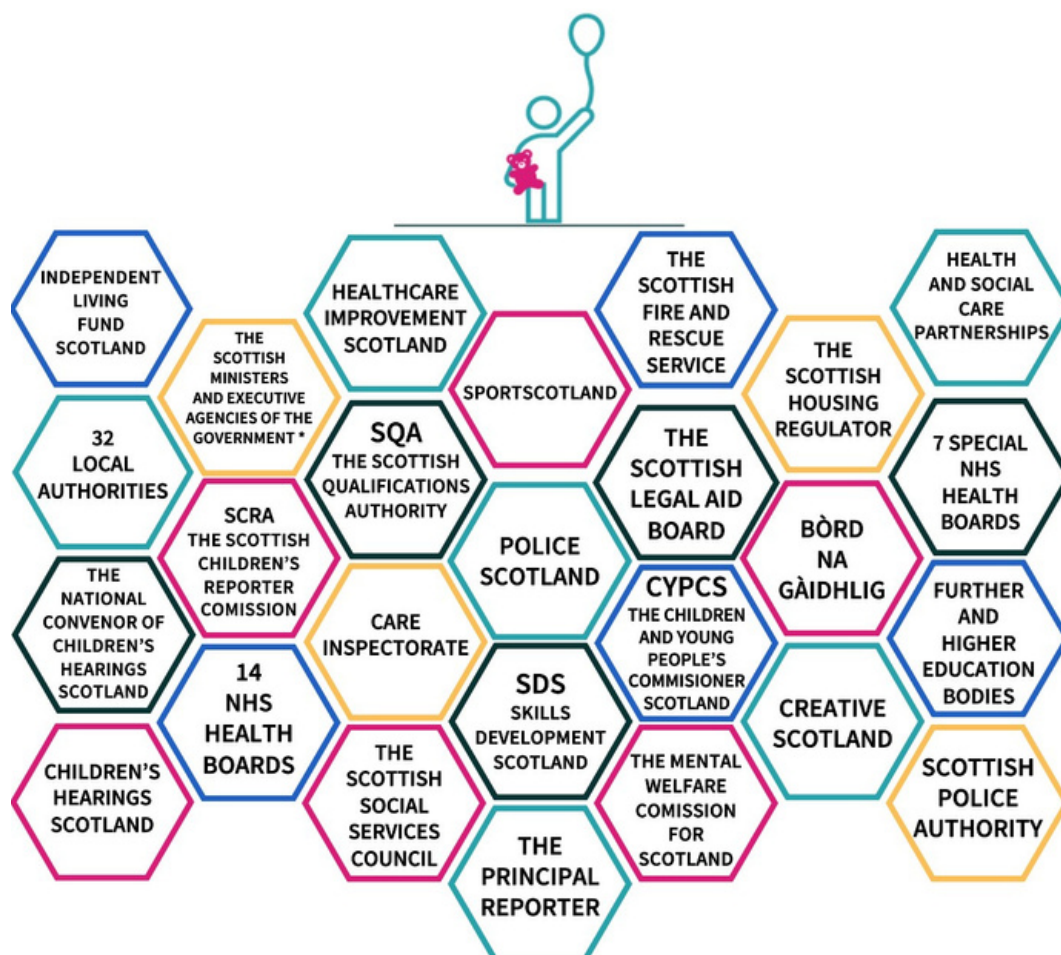 INDEPENDENT
LIVING
FUND
SCOTLAND
32
LOCAL
AUTHORITIES
THE
NATIONAL
CONVENOR OF
CHILDREN'S
HEARINGS
SCOTLAND
CHILDREN'S
HEARINGS
SCOTLAND
THE
SCOTTISH
MINISTERS
AND EXECUTIVE
AGENCIES OF THE
GOVERNMENT *
SCRA
THE SCOTTISH
CHILDREN'S
REPORTER
COMISSION
14
NHS
HEALTH
BOARDS
HEALTHCARE
IMPROVEMENT
SCOTLAND
SQA
THE SCOTTISH
QUALIFICATIONS
AUTHORITY
CARE
INSPECTORATE
THE
SCOTTISH
SOCIAL
SERVICES
COUNCIL
SPORTSCOTLAND
POLICE
SCOTLAND
SDS
SKILLS
DEVELOPMENT
SCOTLAND
THE
PRINCIPAL
REPORTER
THE
SCOTTISH
FIRE AND
RESCUE
SERVICE
THE
SCOTTISH
LEGAL AID
BOARD
CYPCS
THE CHILDREN
AND YOUNG
PEOPLE'S
COMMISIONER
SCOTLAND
THE MENTAL
WELFARE
COMISSION
FOR
SCOTLAND
THE
SCOTTISH
HOUSING
REGULATOR
BÒRD
NA
GÀIDHLIG
CREATIVE
SCOTLAND
HEALTH
AND SOCIAL
CARE
PARTNERSHIPS
7 SPECIAL
NHS
HEALTH
BOARDS
FURTHER
AND
HIGHER
EDUCATION
BODIES
SCOTTISH
POLICE
AUTHORITY